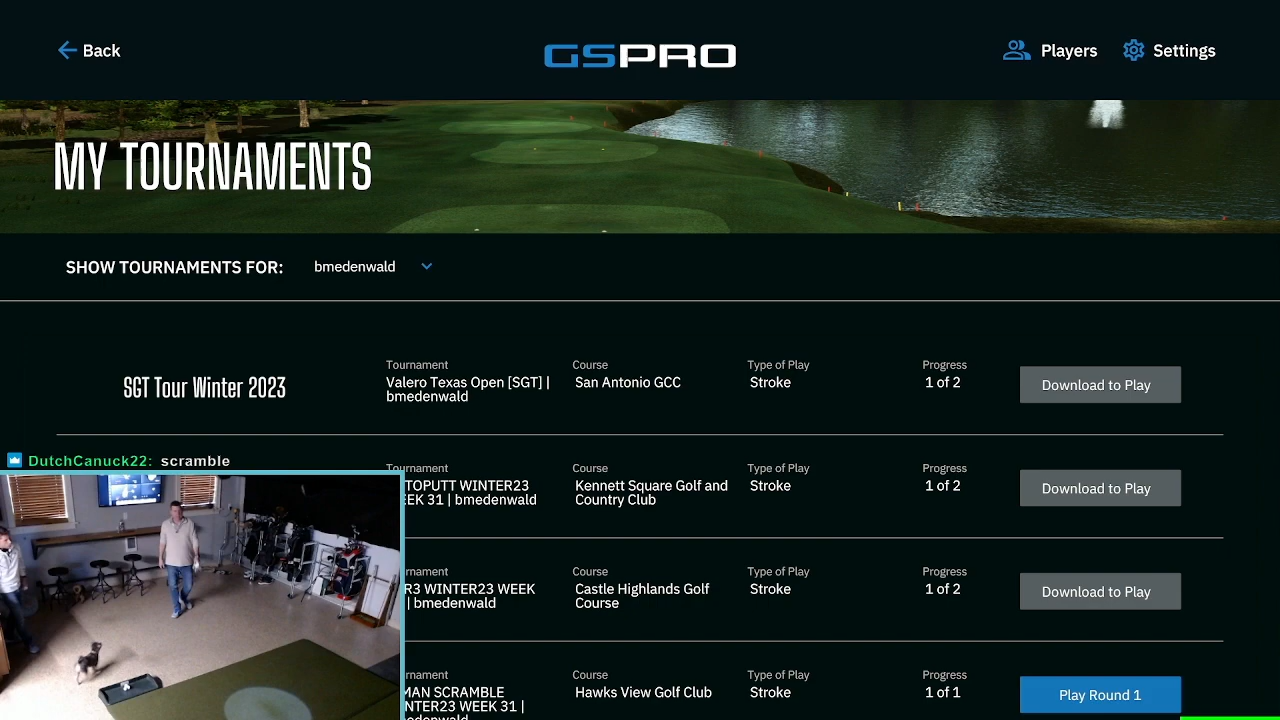 Back
GSPRO
Players
Settings
MY TOURNAMENTS
SHOW TOURNAMENTS FOR:
bmedenwald
SGT Tour Winter 2023
Tournament
Valero Texas Open [SGT] |
bmedenwald
Course
San Antonio GCC
Type of Play
Stroke
Progress
1 of 2
Download to Play
DutchCanuck22: scramble
Tournament
TOPUTT WINTER23
EK 31 | bmedenwald
Course
Kennett Square Golf and
Country Club
Type of Play
Stroke
Progress
1 of 2
Download to Play
rnament
R3 WINTER23 WEEK
| bmedenwald
Course
Castle Highlands Golf
Course
Type of Play
Stroke
Progress
1 of 2
Download to Play
rnament
MAN SCRAMBLE
NTER23 WEEK 31 |
edenwald
Course
Hawks View Golf Club
Type of Play
Stroke
Progress
1 of 1
Play Round 1